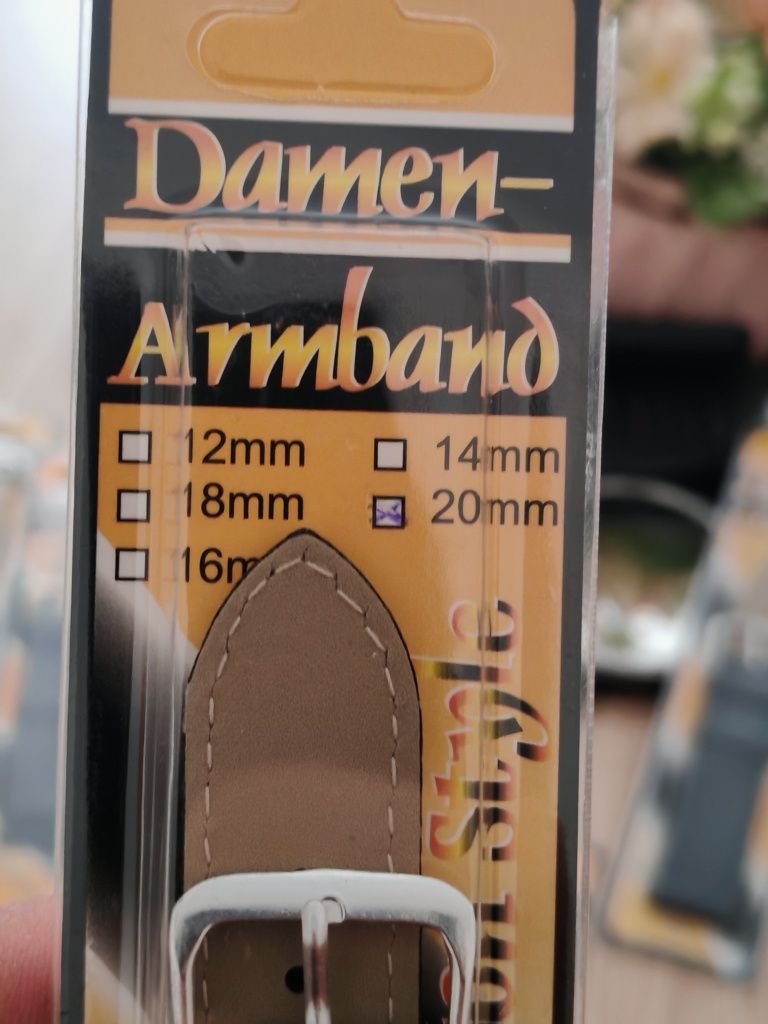 Damen-
Armband
12mm 14mm
18mm 20mm
Style